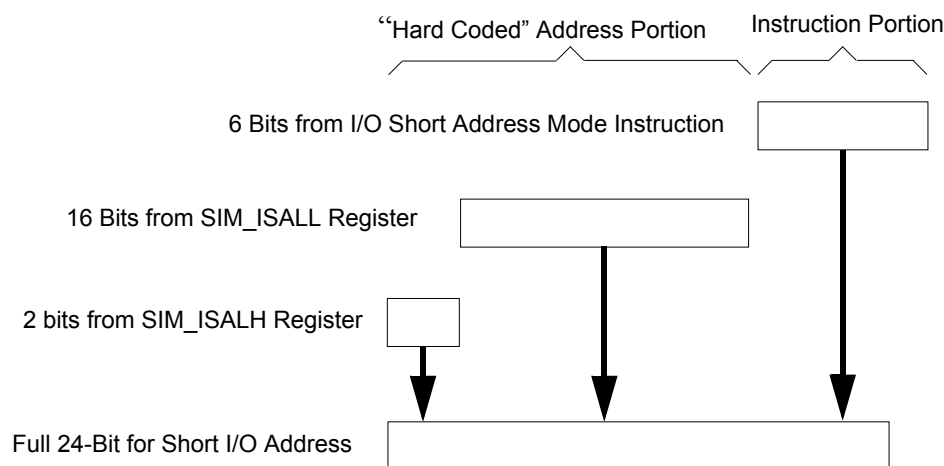 “Hard Coded” Address Portion
Instruction Portion
6 Bits from I/O Short Address Mode Instruction
16 Bits from SIM_ISALL Register
2 bits from SIM_ISALH Register
Full 24-Bit for Short I/O Address